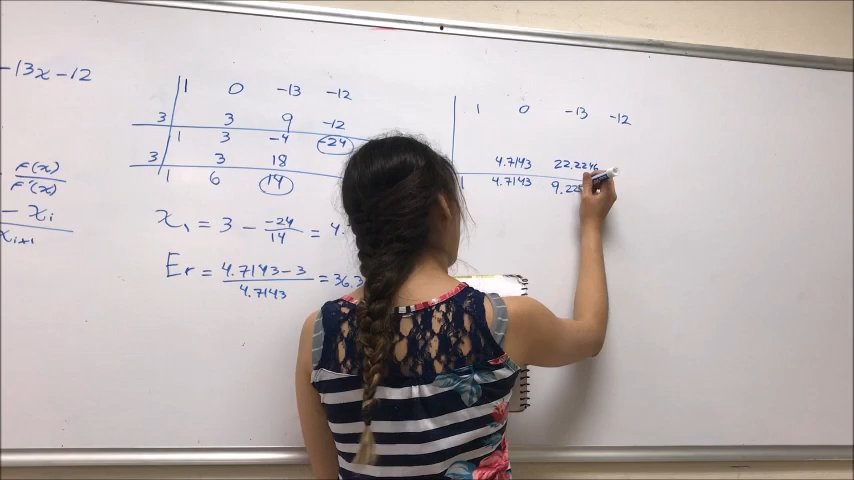 -13x-12
F(x)
F'(x)
- xi
xi+1
1 0 -13 -12
3 3 9 -12
1 3 -4 -24
3 3 18
1 6 14
x1 = 3 - -24/14 = 4.
Er = 4.7143-3/4.7143 = 36.3
1 0 -13 -12
4.7143 22.2246
1 4.7143 9.22